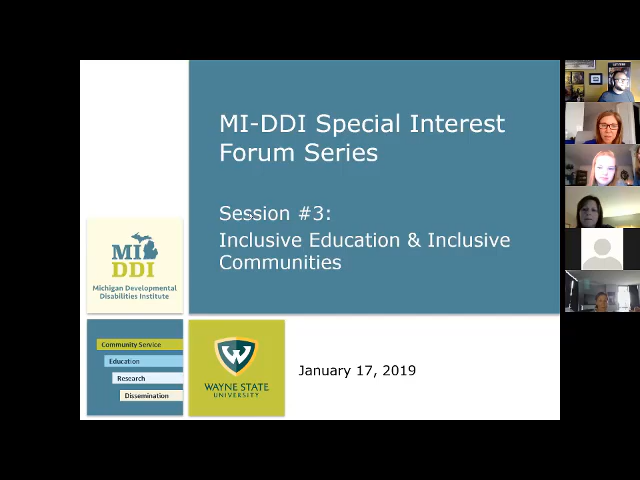 MI-DDI Special Interest
Forum Series
Session #3:
Inclusive Education & Inclusive
Communities
MI
DDI
Michigan Developmental
Disabilities Institute
Community Service
Education
Research
Dissemination
W
WAYNE STATE
UNIVERSITY
January 17, 2019